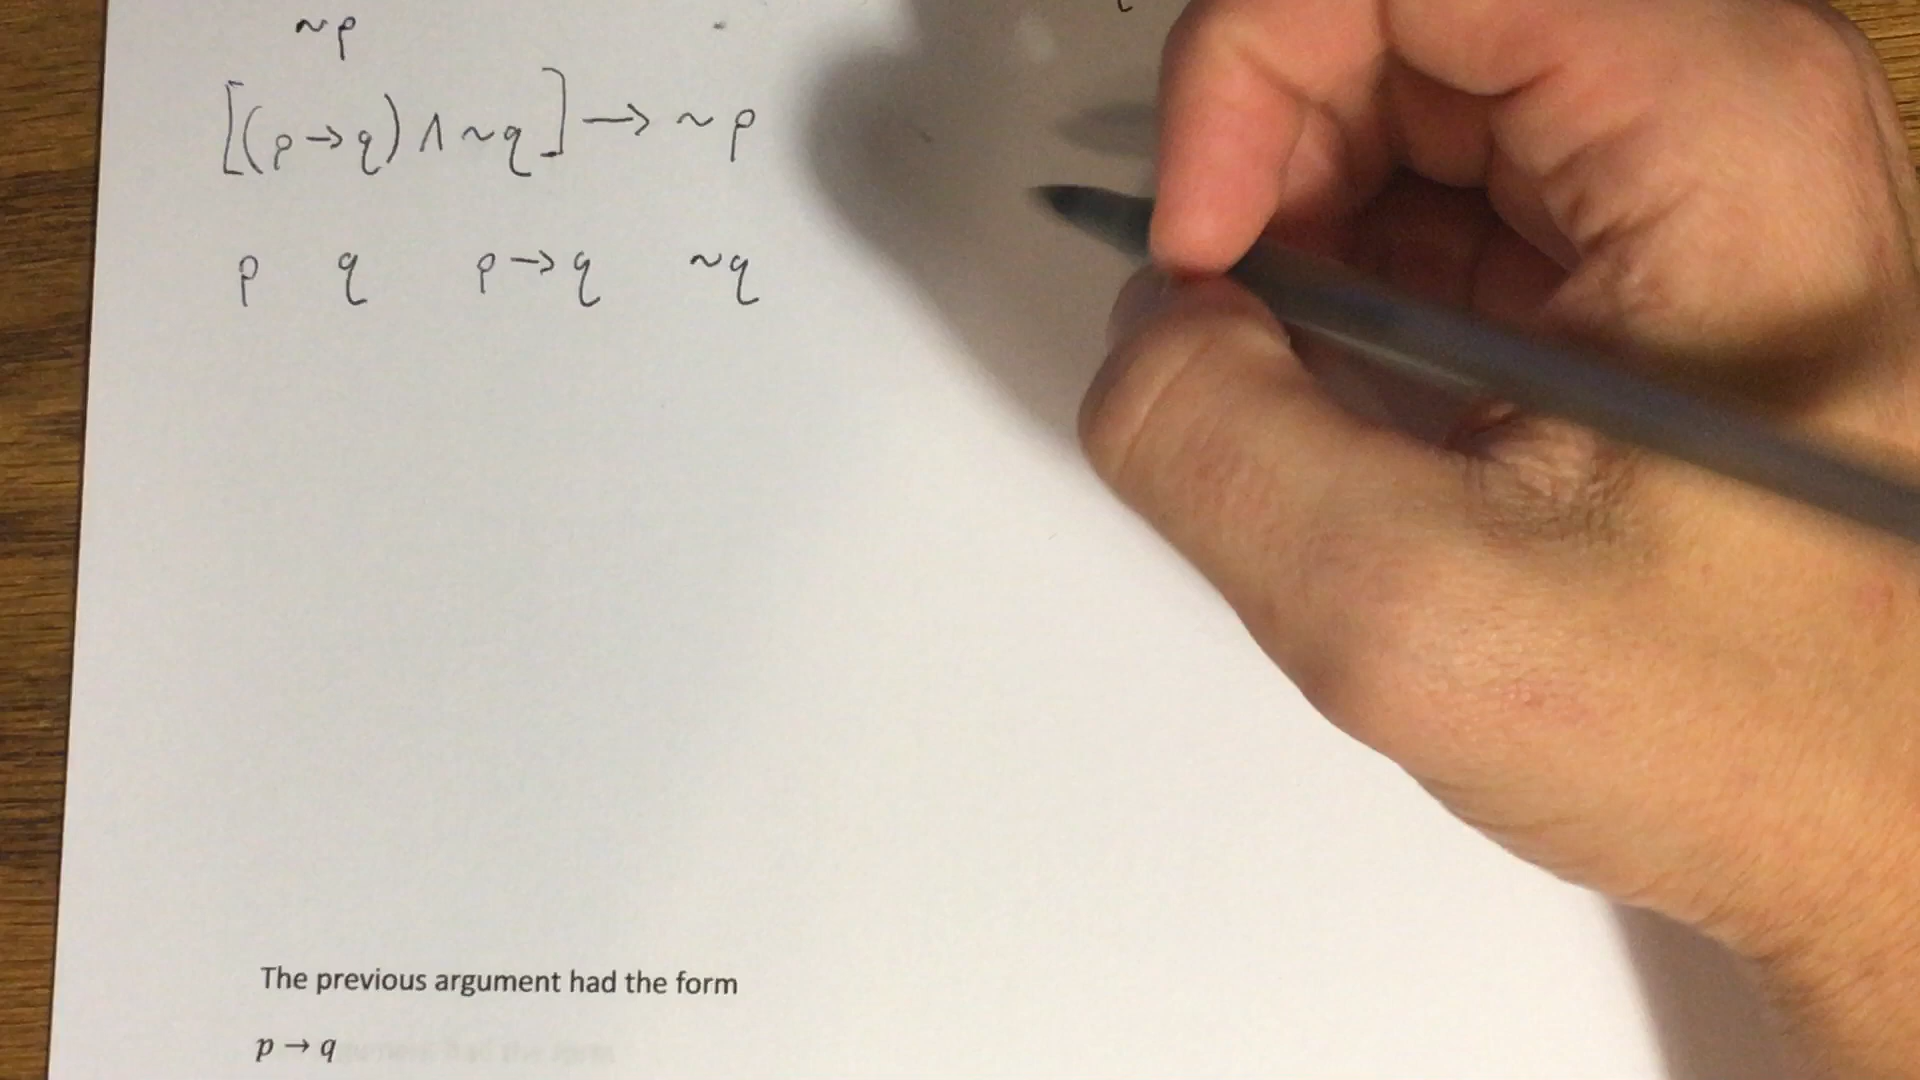 ~p
[(p→q) ∧ ~q] → ~p
p q p→q ~q
The previous argument had the form
p → q